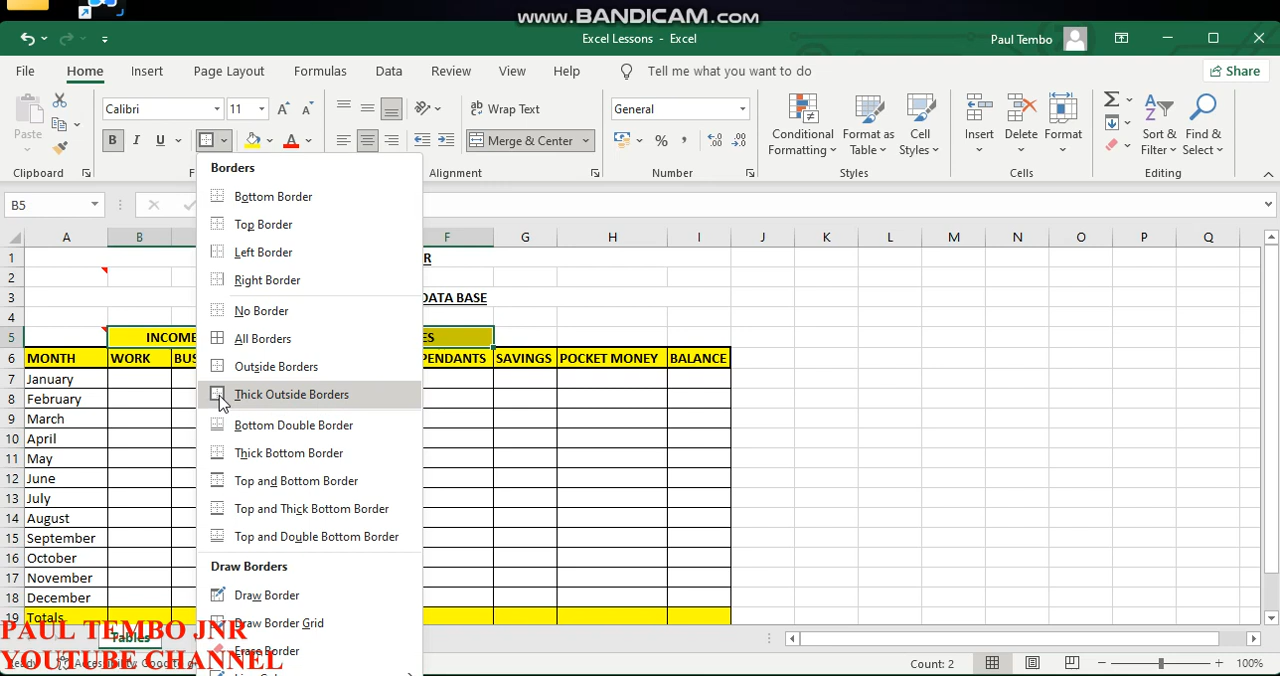 www.BANDICAM.com
Excel Lessons - Excel
Paul Tembo
File Home Insert Page Layout Formulas Data Review View Help Tell me what you want to do Share
Paste
Calibri 11
B I U
Wrap Text
Merge & Center
General
Conditional Formatting
Format as Table
Cell Styles
Insert
Delete
Format
Sort & Filter
Find & Select
Clipboard
Alignment
Number
Styles
Cells
Editing
B5
Borders
Bottom Border
Top Border
Left Border
Right Border
No Border
All Borders
Outside Borders
Thick Outside Borders
Bottom Double Border
Thick Bottom Border
Top and Bottom Border
Top and Thick Bottom Border
Top and Double Bottom Border
Draw Borders
Draw Border
Draw Border Grid
Erase Border
A B F G H I J K L M N O P Q
1 R
2
3 DATA BASE
4
5 INCOME ES
6 MONTH WORK BUS PENDANTS SAVINGS POCKET MONEY BALANCE
7 January
8 February
9 March
10 April
11 May
12 June
13 July
14 August
15 September
16 October
17 November
18 December
19 Totals
Tables
Count: 2
100%
PAUL TEMBO JNR
YOUTUBE CHANNEL